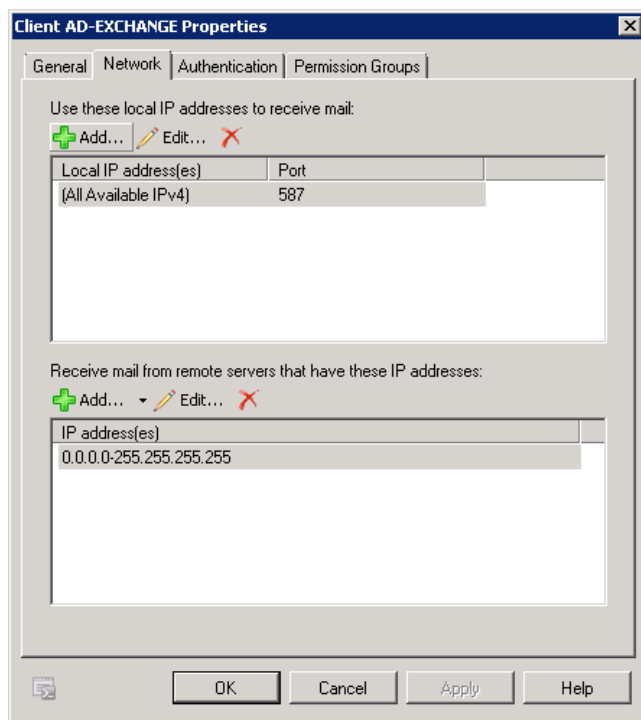 Client AD-EXCHANGE Properties
General Network Authentication Permission Groups
Use these local IP addresses to receive mail:
Add... Edit...
Local IP address(es) Port
(All Available IPv4) 587
Receive mail from remote servers that have these IP addresses:
Add... Edit...
IP address(es)
0.0.0.0-255.255.255.255
OK Cancel Apply Help